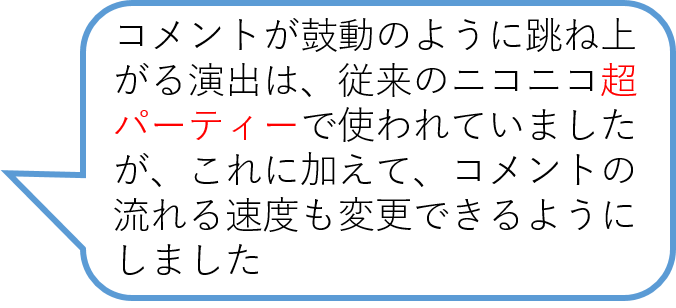 コメントが鼓動のように跳ね上
がる演出は、従来のニコニコ超
パーティーで使われていました
が、これに加えて、コメントの
流れる速度も変更できるように
しました